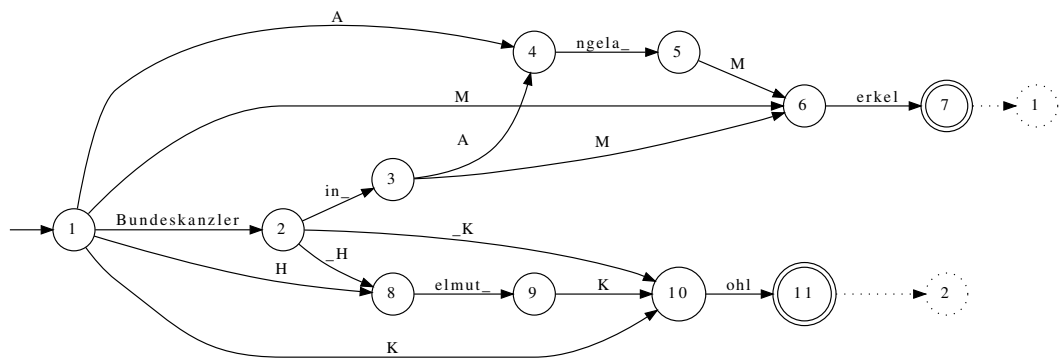 A
4 ngela_ 5
M
M
6 erkel 7 1
A M
3
in_
1 Bundeskanzler 2
_K
_H
H
8 elmut_ 9 K 10 ohl 11 2
K